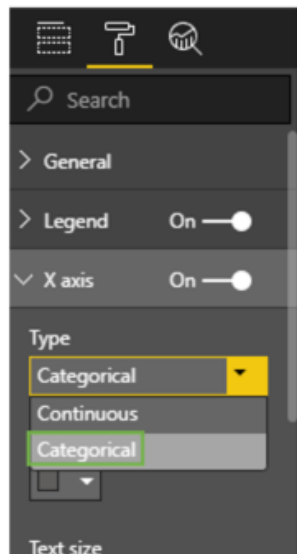 Search
General
Legend On
X axis On
Type
Categorical
Continuous
Categorical
Text size